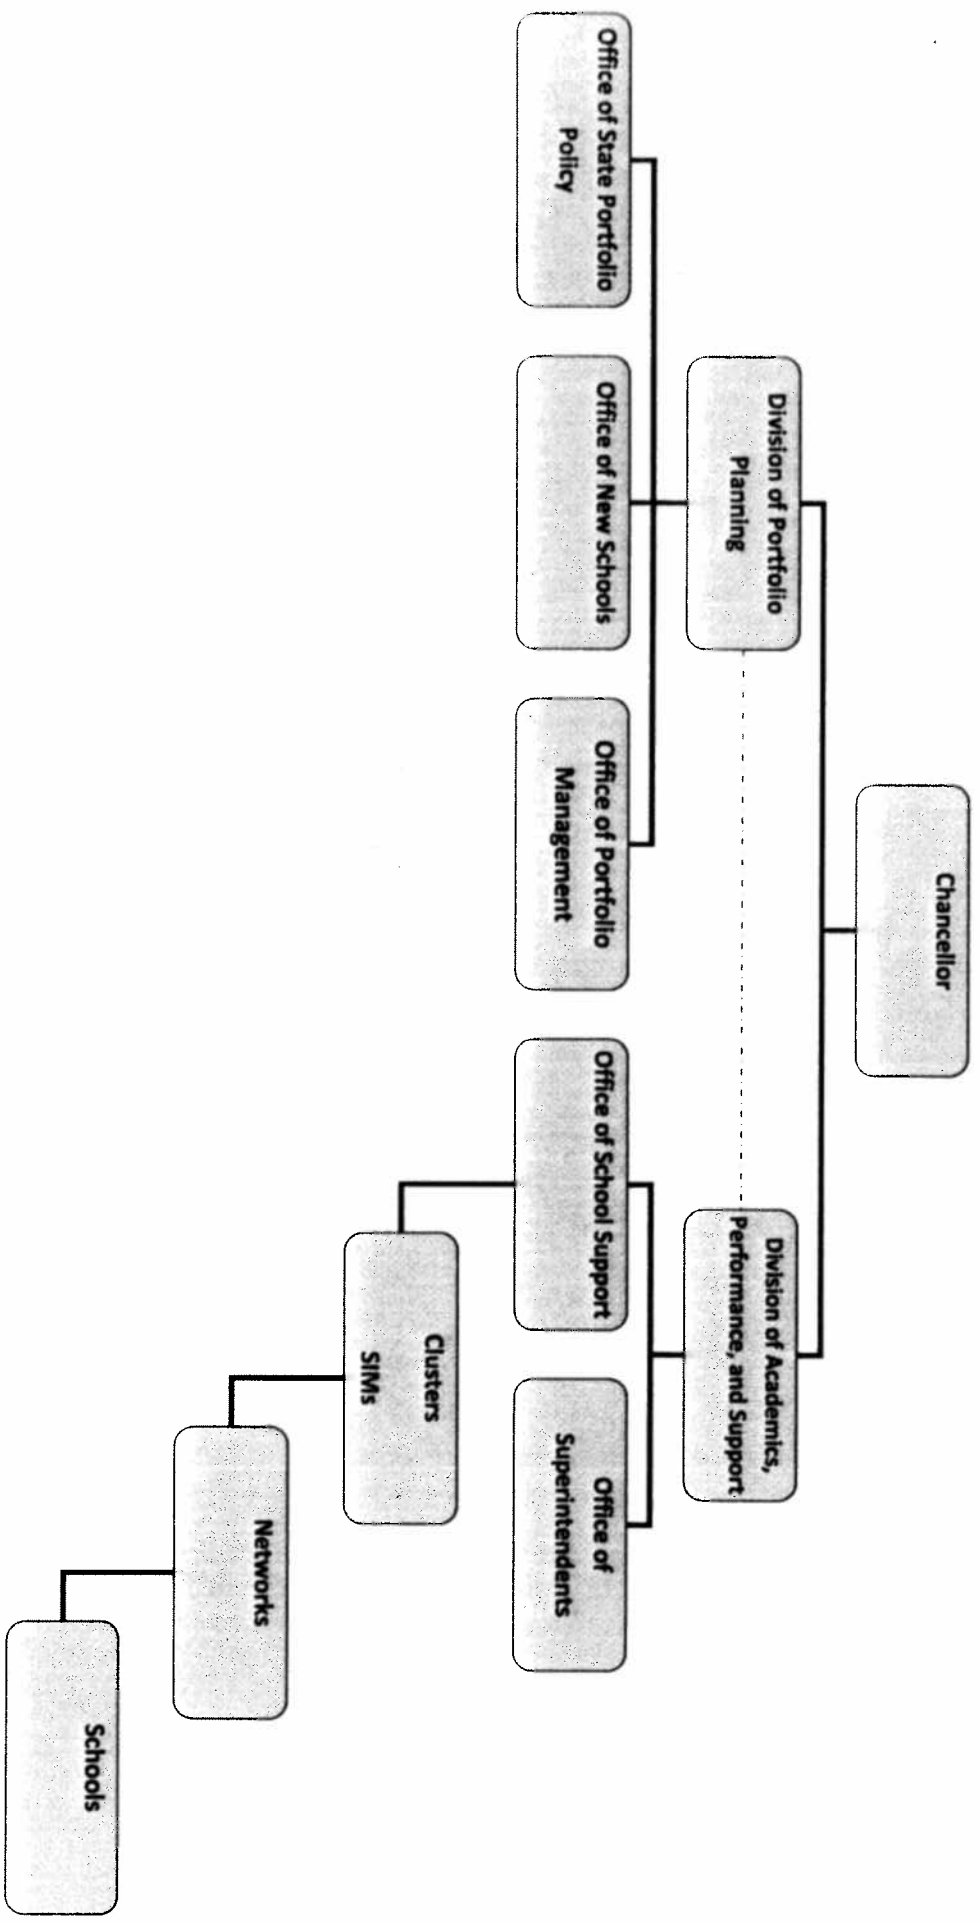 Chancellor
Division of Portfolio
Planning
Division of Academics,
Performance, and Support
Office of State Portfolio
Policy
Office of New Schools
Office of Portfolio
Management
Office of School Support
Office of
Superintendents
Clusters
SIMs
Networks
Schools